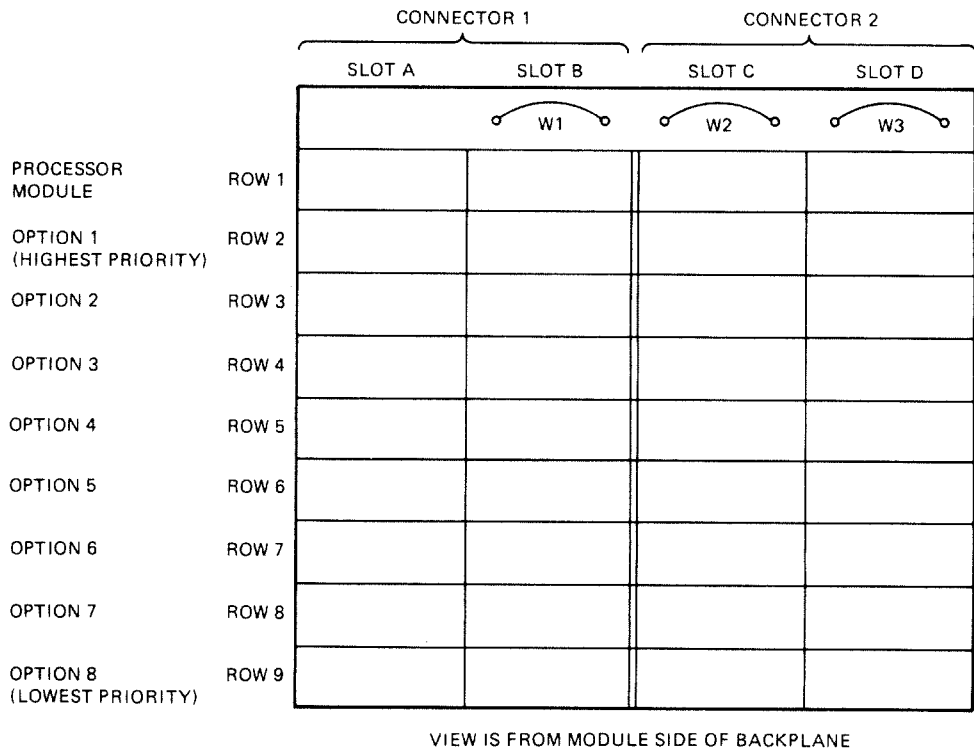 CONNECTOR 1 CONNECTOR 2
SLOT A SLOT B SLOT C SLOT D
W1 W2 W3
PROCESSOR
MODULE ROW 1
OPTION 1 ROW 2
(HIGHEST PRIORITY)
OPTION 2 ROW 3
OPTION 3 ROW 4
OPTION 4 ROW 5
OPTION 5 ROW 6
OPTION 6 ROW 7
OPTION 7 ROW 8
OPTION 8 ROW 9
(LOWEST PRIORITY)
VIEW IS FROM MODULE SIDE OF BACKPLANE